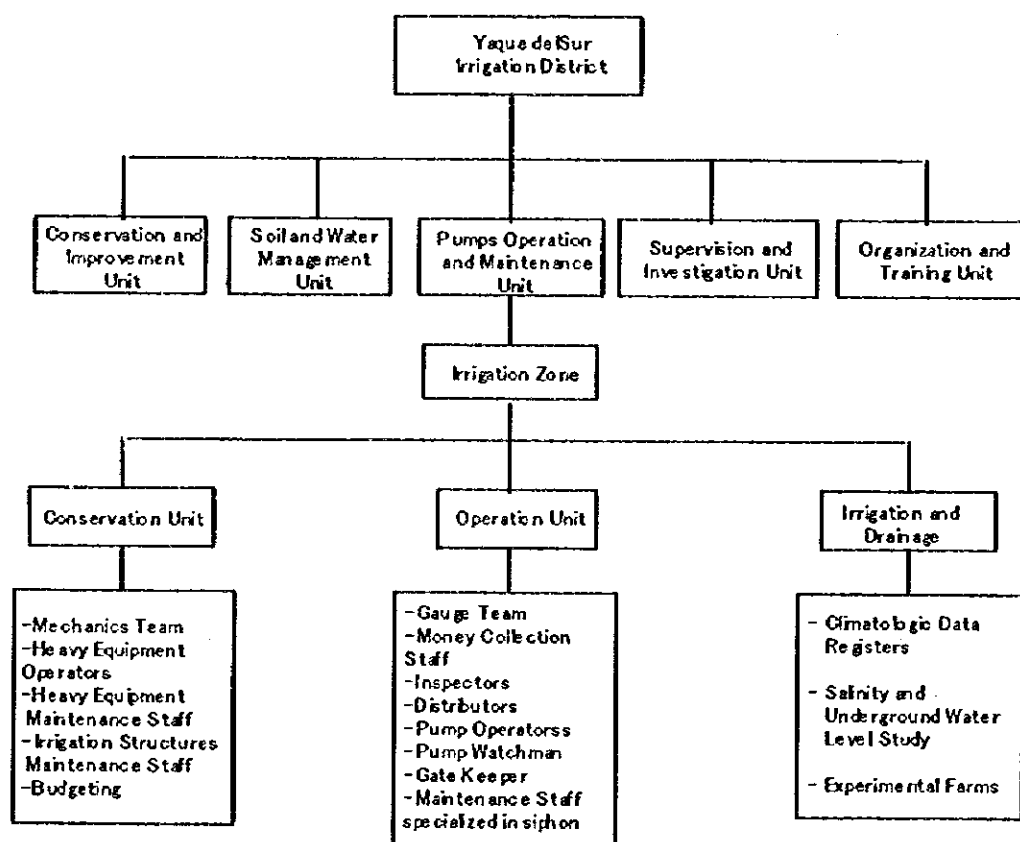 Yaque del Sur
Irrigation District
Conservation and
Improvement
Unit
Soil and Water
Management
Unit
Pumps Operation
and Maintenance
Unit
Supervision and
Investigation Unit
Organization and
Training Unit
Irrigation Zone
Conservation Unit
Operation Unit
Irrigation and
Drainage
-Mechanics Team
-Heavy Equipment
Operators
-Heavy Equipment
Maintenance Staff
-Irrigation Structures
Maintenance Staff
-Budgeting
-Gauge Team
-Money Collection
Staff
-Inspectors
-Distributors
-Pump Operatorss
-Pump Watchman
-Gate Keeper
-Maintenance Staff
specialized in siphon
- Climatologic Data
Registers
- Salinity and
Underground Water
Level Study
- Experimental Farms